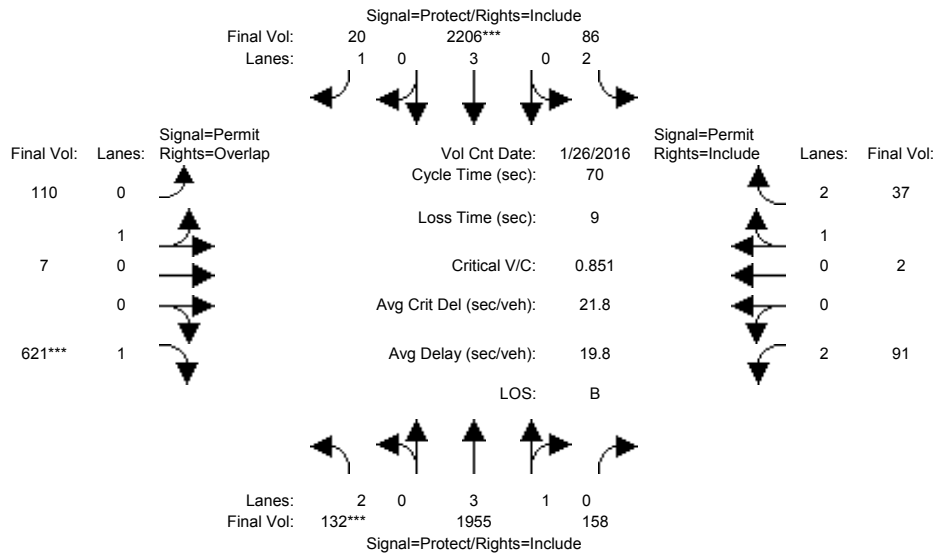 Signal=Protect/Rights=Include
Final Vol: 20 2206*** 86
Lanes: 1 0 3 0 2
Signal=Permit Signal=Permit
Final Vol: Lanes: Rights=Overlap Vol Cnt Date: 1/26/2016 Rights=Include Lanes: Final Vol:
Cycle Time (sec): 70
110 0 2 37
Loss Time (sec): 9
1 1
7 0 Critical V/C: 0.851 0 2
0 Avg Crit Del (sec/veh): 21.8 0
621*** 1 Avg Delay (sec/veh): 19.8 2 91
LOS: B
Lanes: 2 0 3 1 0
Final Vol: 132*** 1955 158
Signal=Protect/Rights=Include